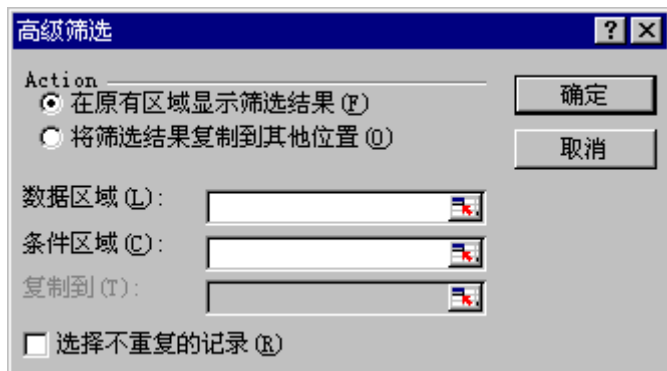 高级筛选
Action
在原有区域显示筛选结果(F)
将筛选结果复制到其他位置(O)
确定
取消
数据区域(L):
条件区域(C):
复制到(T):
选择不重复的记录(R)